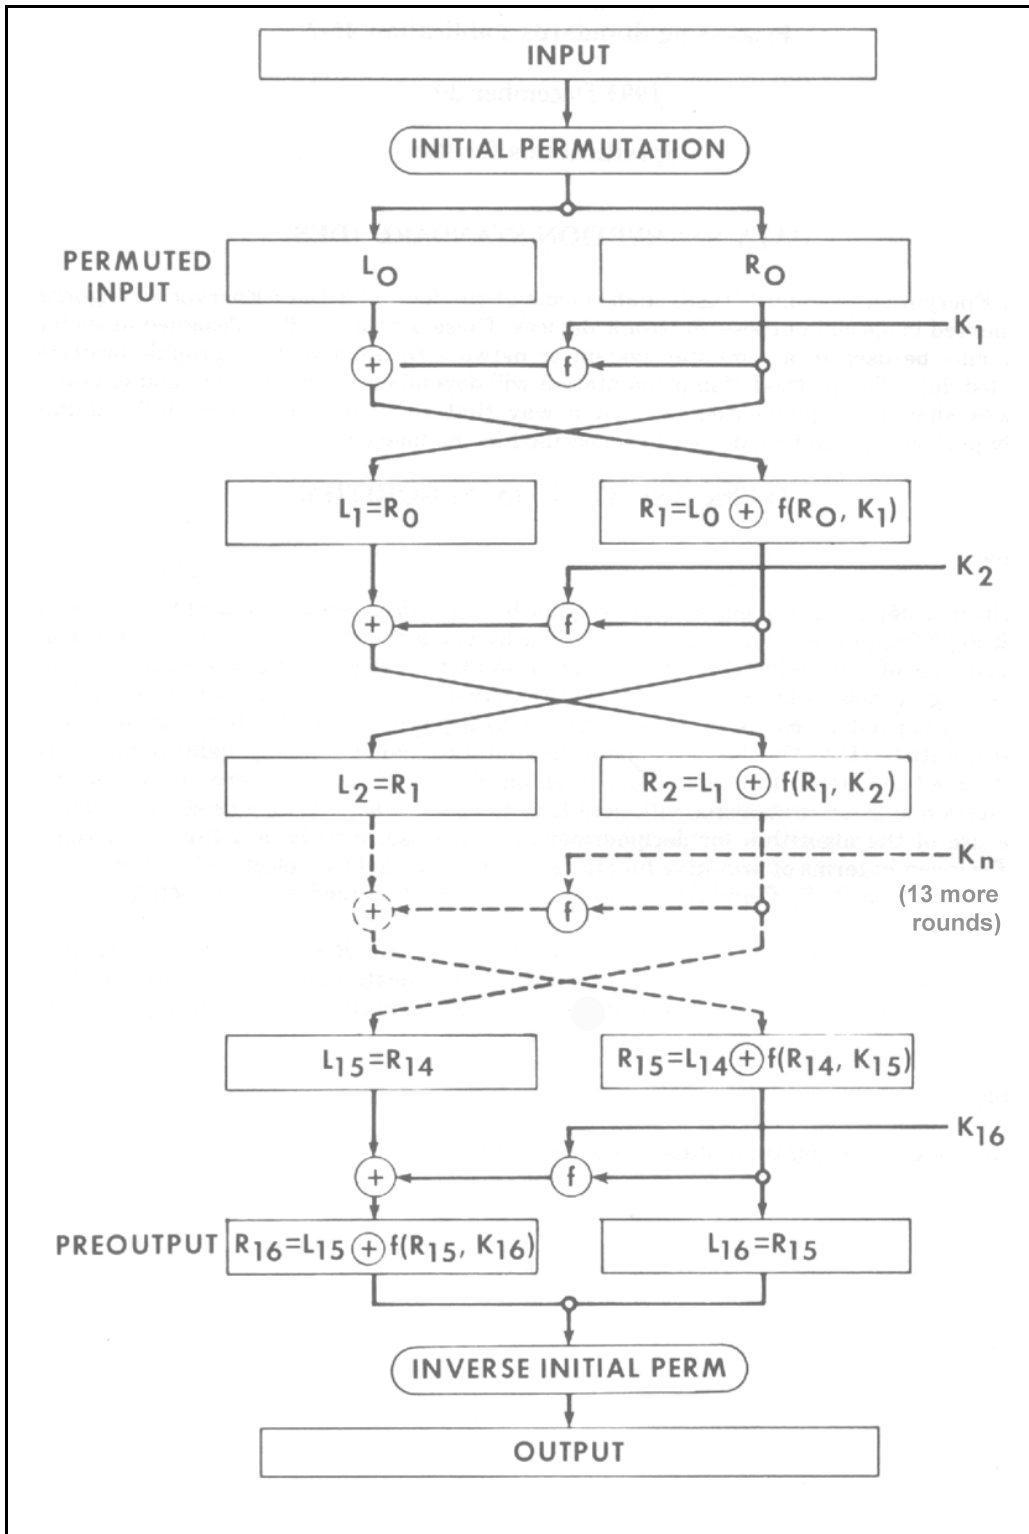 INPUT
INITIAL PERMUTATION
PERMUTED
INPUT
L0
R0
K1
+
f
L1=R0
R1=L0 ⊕ f(R0, K1)
K2
+
f
L2=R1
R2=L1 ⊕ f(R1, K2)
Kn
(13 more
rounds)
+
f
L15=R14
R15=L14 ⊕ f(R14, K15)
K16
+
f
PREOUTPUT
R16=L15 ⊕ f(R15, K16)
L16=R15
INVERSE INITIAL PERM
OUTPUT